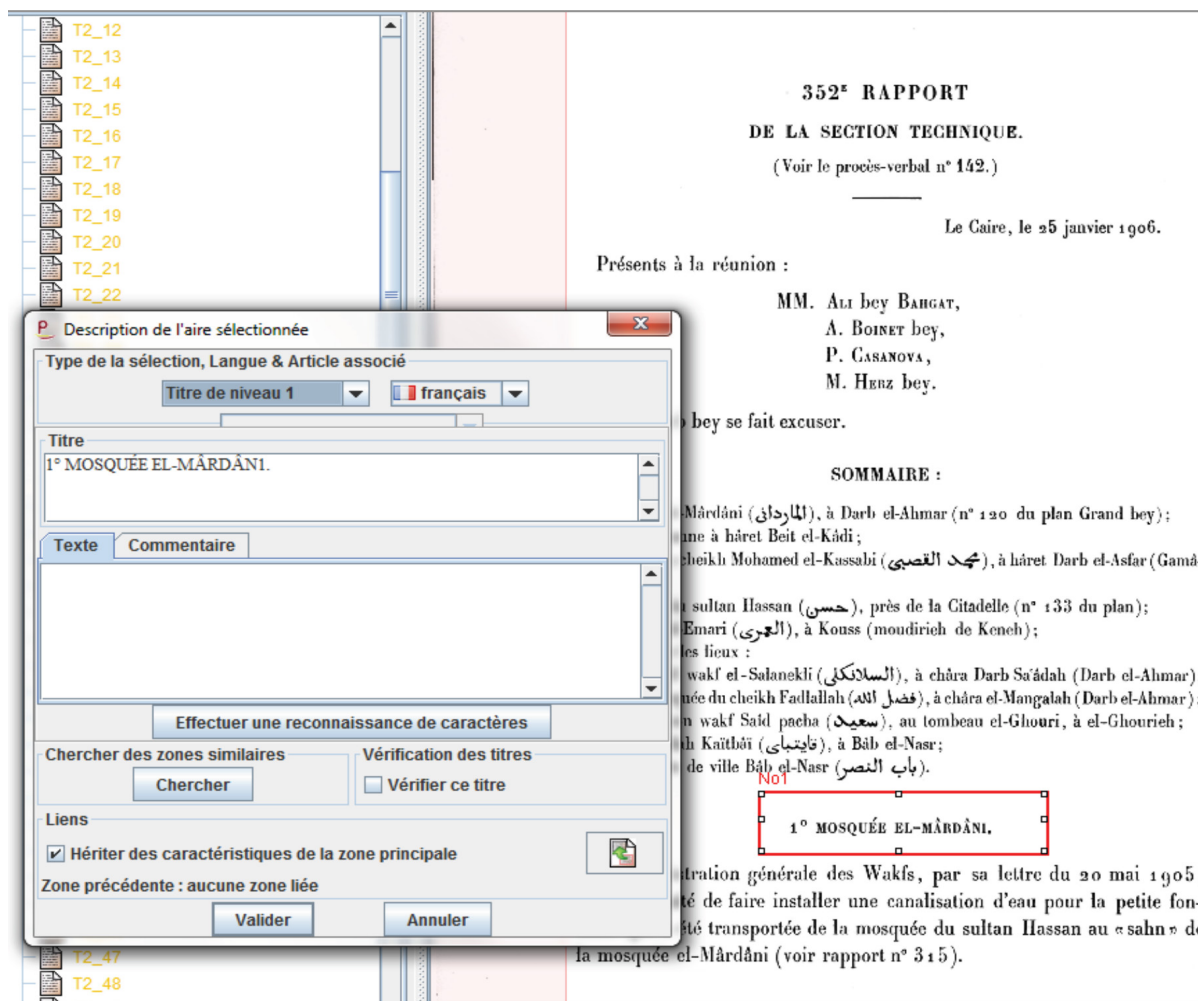 T2_12
T2_13
T2_14
T2_15
T2_16
T2_17
T2_18
T2_19
T2_20
T2_21
T2_22
Description de l'aire sélectionnée
Type de la sélection, Langue & Article associé
Titre de niveau 1
français
Titre
1° MOSQUÉE EL-MÂRDÂN1.
Texte
Commentaire
Effectuer une reconnaissance de caractères
Chercher des zones similaires
Chercher
Vérification des titres
Vérifier ce titre
Liens
Hériter des caractéristiques de la zone principale
Zone précédente : aucune zone liée
Valider
Annuler
T2_47
T2_48
352ᴱ RAPPORT
DE LA SECTION TECHNIQUE.
(Voir le procès-verbal n° 142.)
Le Caire, le 25 janvier 1906.
Présents à la réunion :
MM. Ali bey Bahgat,
A. Boinet bey,
P. Casanova,
M. Herz bey.
bey se fait excuser.
SOMMAIRE :
-Mârdâni (الماردانى), à Darb el-Ahmar (n° 120 du plan Grand bey);
ine à hâret Beit el-Kâdi;
cheikh Mohamed el-Kassabi (محمد القصبى), à hâret Darb el-Asfar (Gamâ-
sultan Hassan (حسن), près de la Citadelle (n° 133 du plan);
Emari (العمرى), à Kouss (moudirieh de Keneh);
les lieux :
wakf el-Salanekli (السلانكلى), à châra Darb Sa'âdah (Darb el-Ahmar)
uée du cheikh Fadlallah (فضل الله), à châra el-Mangalah (Darb el-Ahmar);
n wakf Said pacha (سعيد), au tombeau el-Ghouri, à el-Ghourieh;
ah Kaïtbâï (قايتباى), à Bâb el-Nasr;
de ville Bâb el-Nasr (باب النصر).
No1
1° MOSQUÉE EL-MÂRDÂNI.
tration générale des Wakfs, par sa lettre du 20 mai 1905
té de faire installer une canalisation d'eau pour la petite fon-
été transportée de la mosquée du sultan Hassan au «sahn» de
la mosquée el-Mârdâni (voir rapport n° 315).